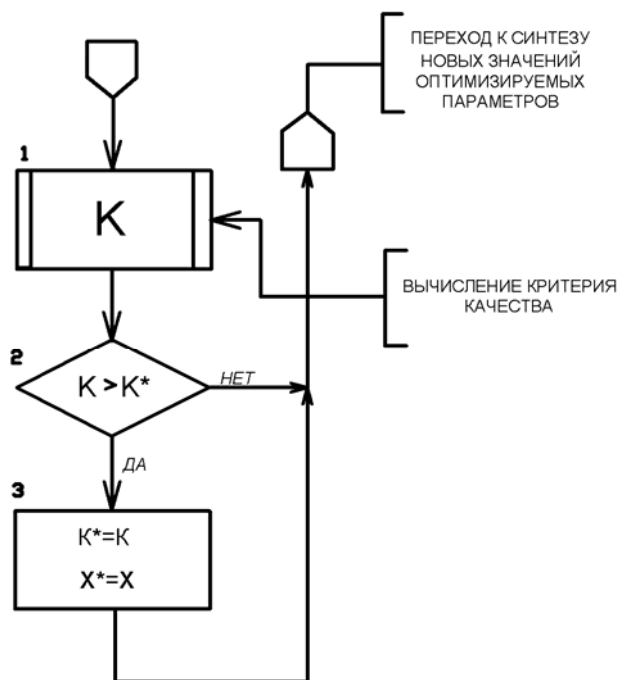 ПЕРЕХОД К СИНТЕЗУ
НОВЫХ ЗНАЧЕНИЙ
ОПТИМИЗИРУЕМЫХ
ПАРАМЕТРОВ
1
К
ВЫЧИСЛЕНИЕ КРИТЕРИЯ
КАЧЕСТВА
2
К > К*
НЕТ
ДА
3
К*=К
Х*=Х